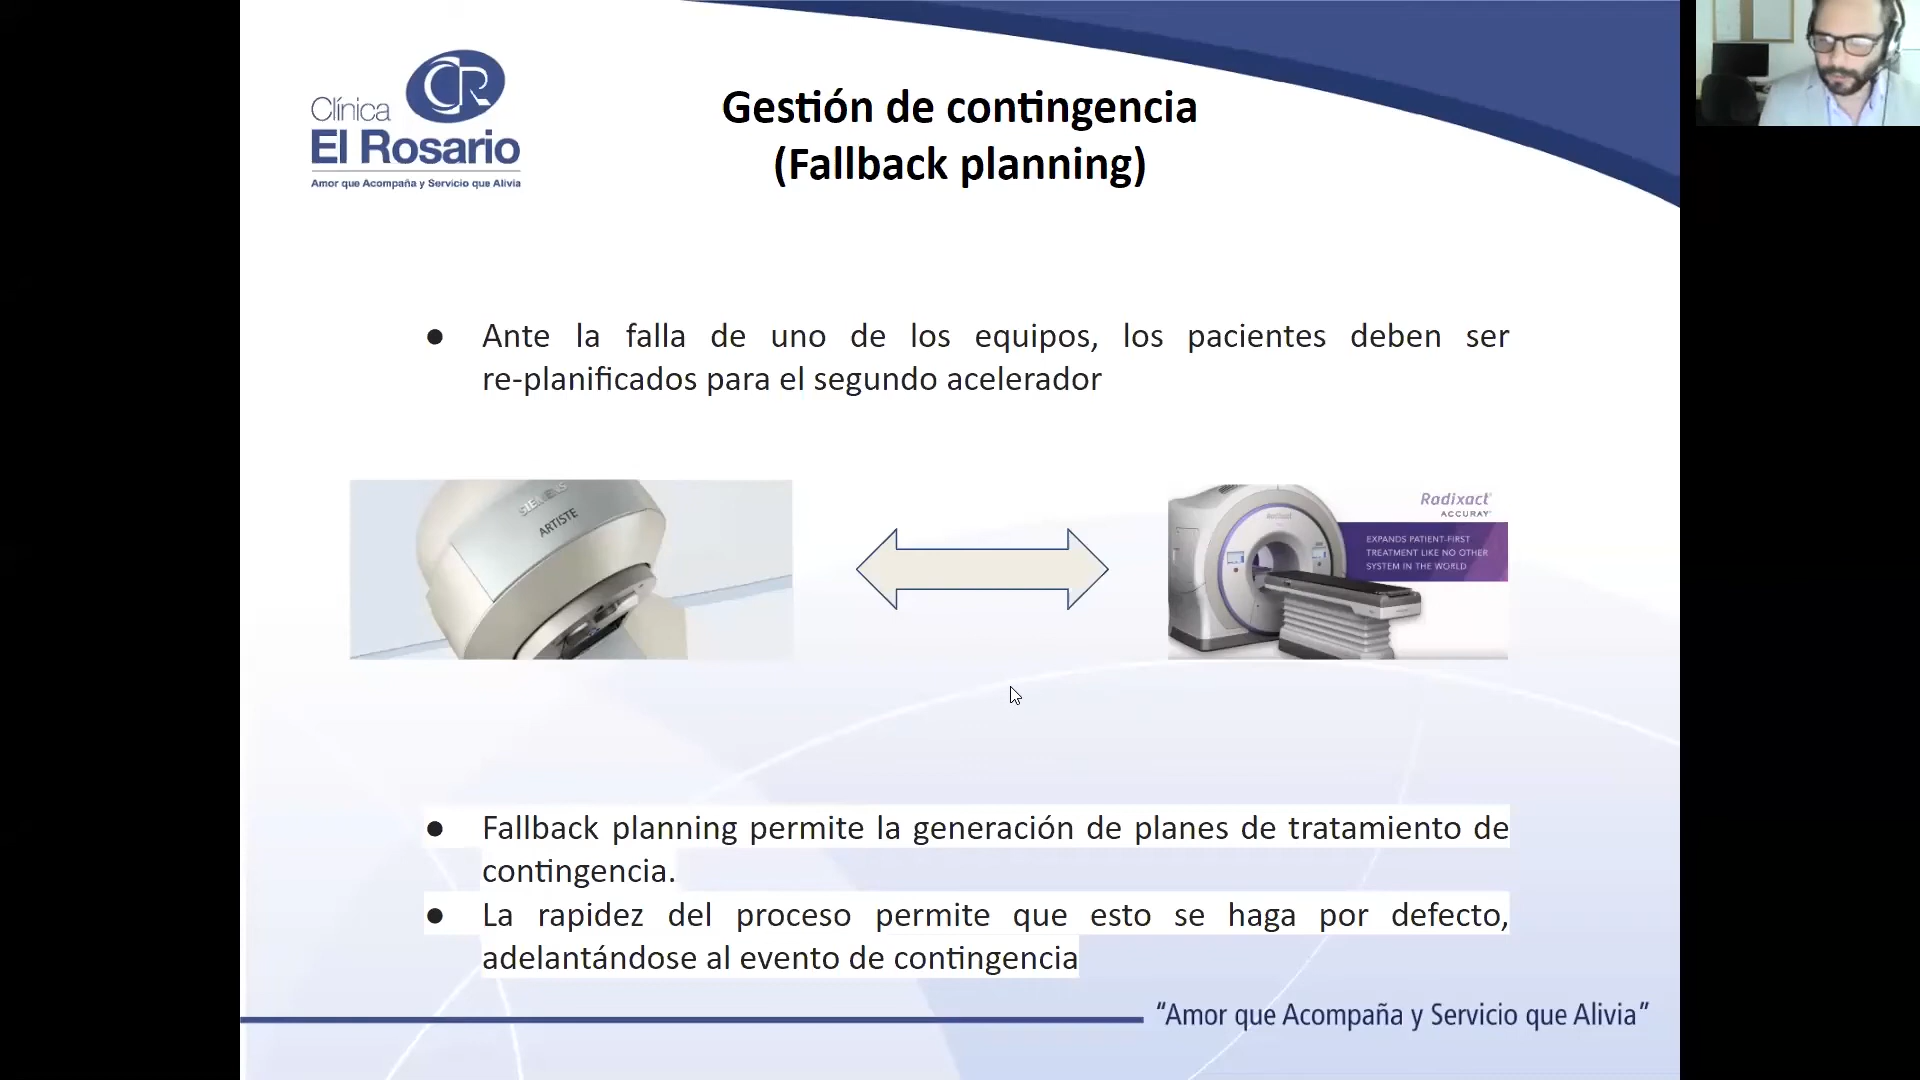 Clínica
CR
El Rosario
Amor que Acompaña y Servicio que Alivia
Gestión de contingencia
(Fallback planning)
● Ante la falla de uno de los equipos, los pacientes deben ser
re-planificados para el segundo acelerador
SIEMENS
ARTISTE
Radixact
ACCURAY
EXPANDS PATIENT-FIRST
TREATMENT LIKE NO OTHER
SYSTEM IN THE WORLD
● Fallback planning permite la generación de planes de tratamiento de
contingencia.
● La rapidez del proceso permite que esto se haga por defecto,
adelantándose al evento de contingencia
“Amor que Acompaña y Servicio que Alivia”